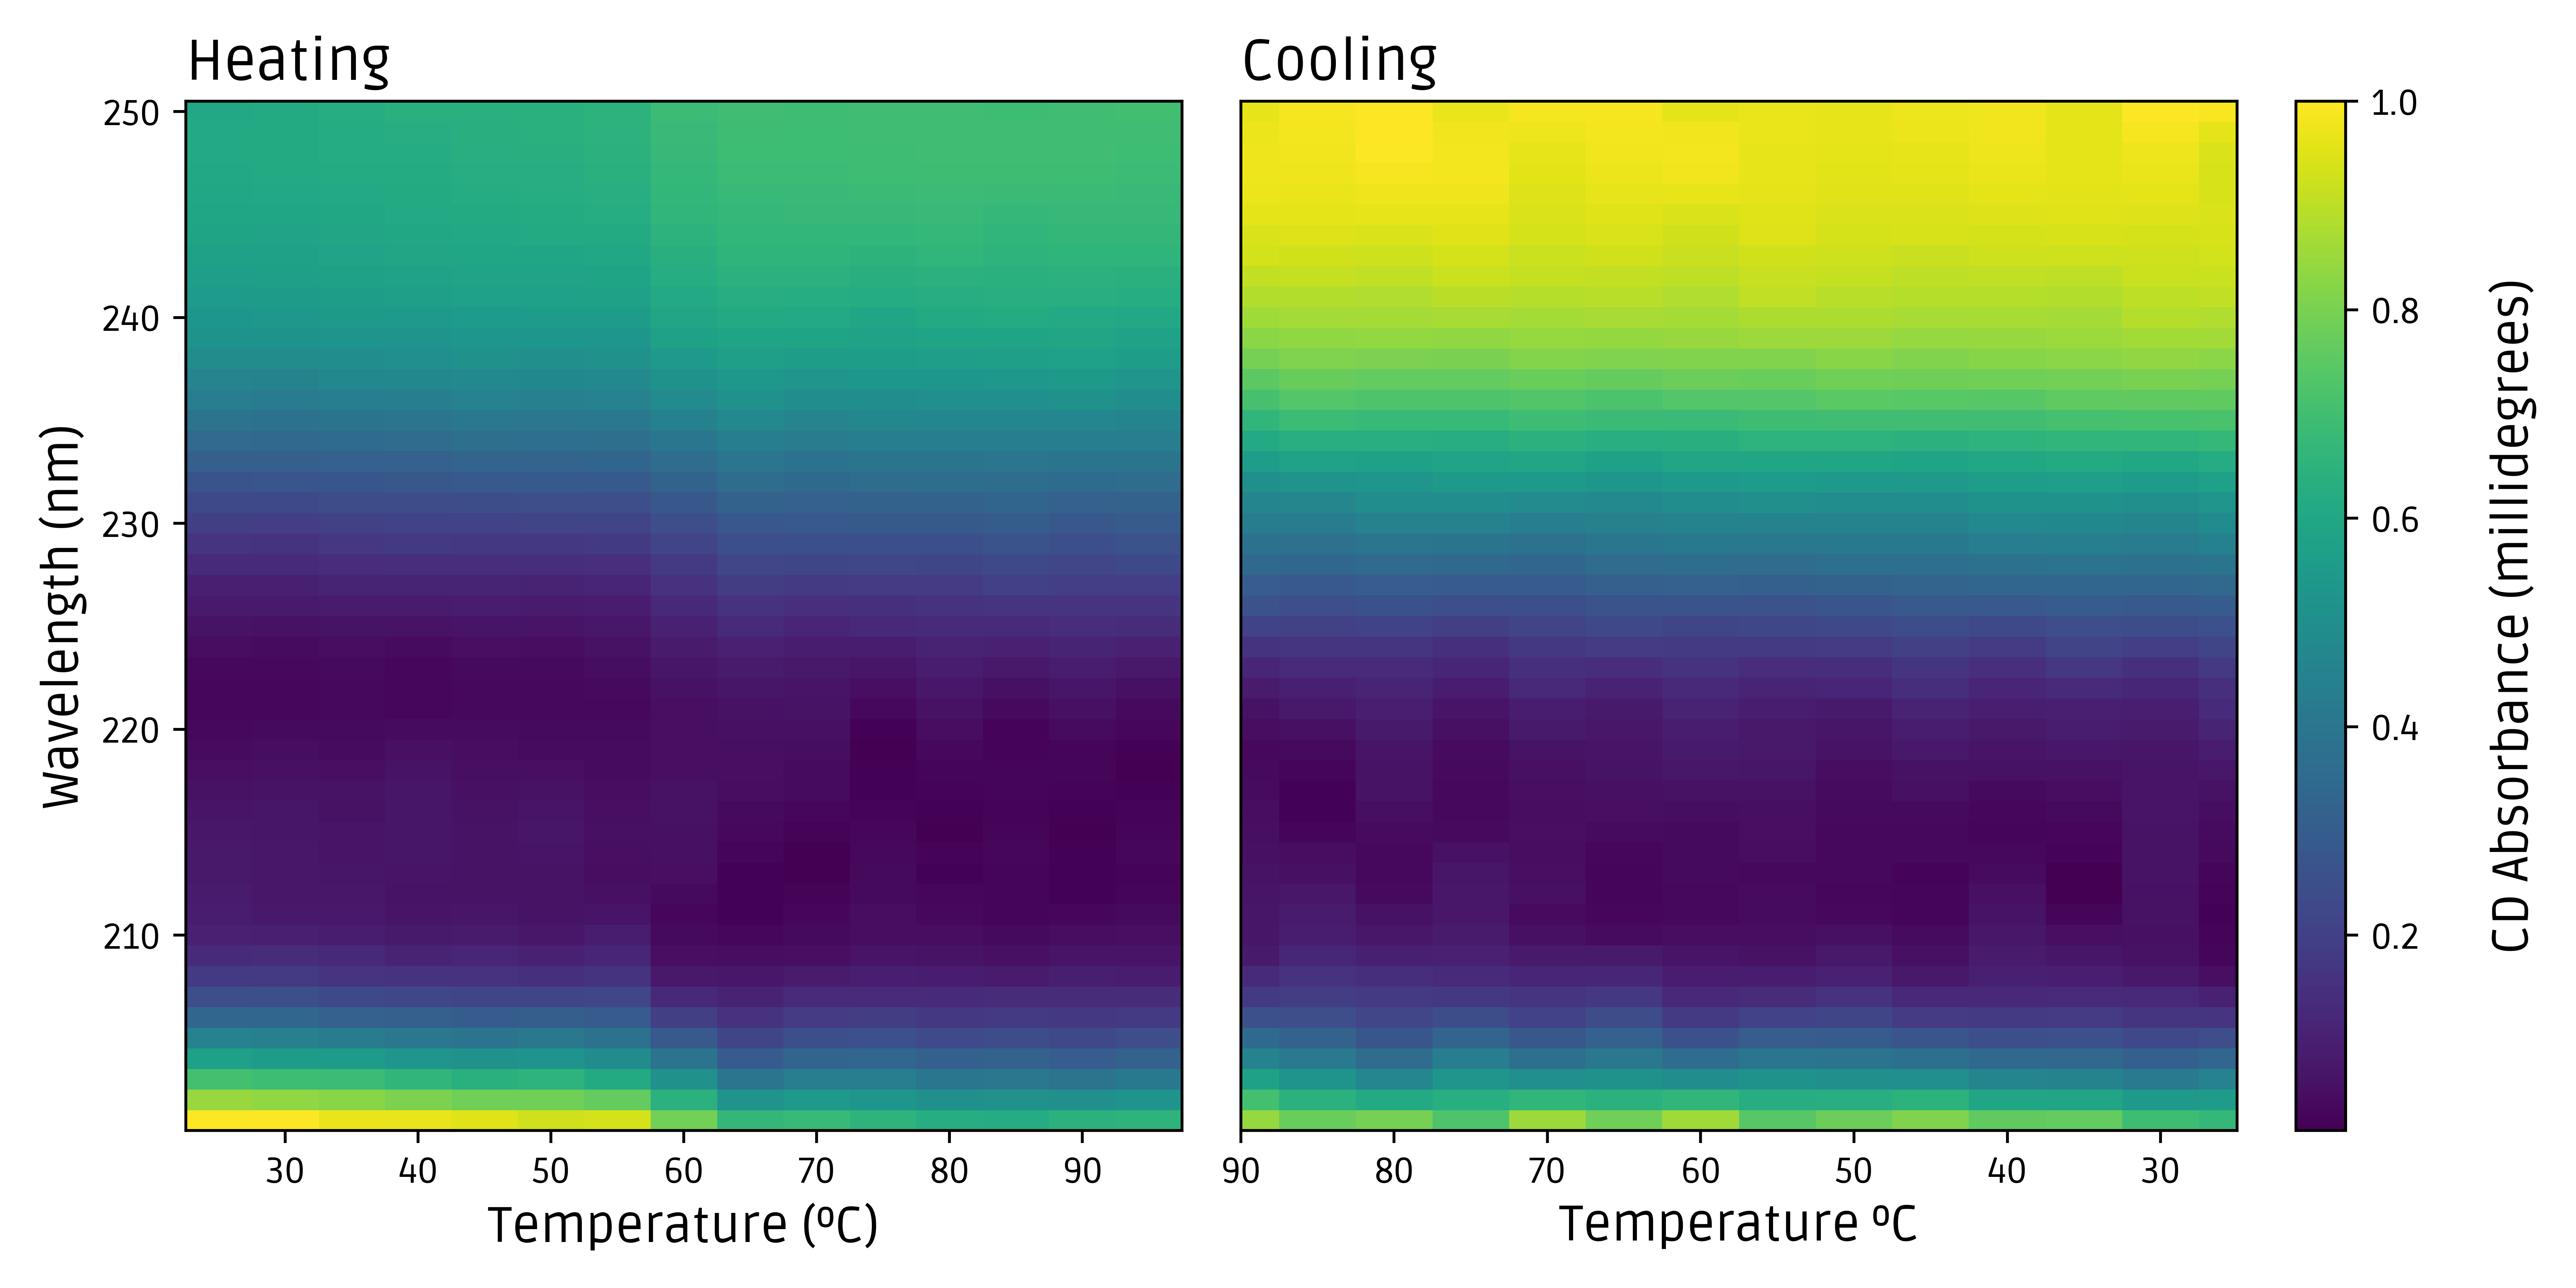 Heating
Cooling
250
240
230
220
210
Wavelength (nm)
30 40 50 60 70 80 90
Temperature (ºC)
90 80 70 60 50 40 30
Temperature ºC
1.0
0.8
0.6
0.4
0.2
CD Absorbance (millidegrees)